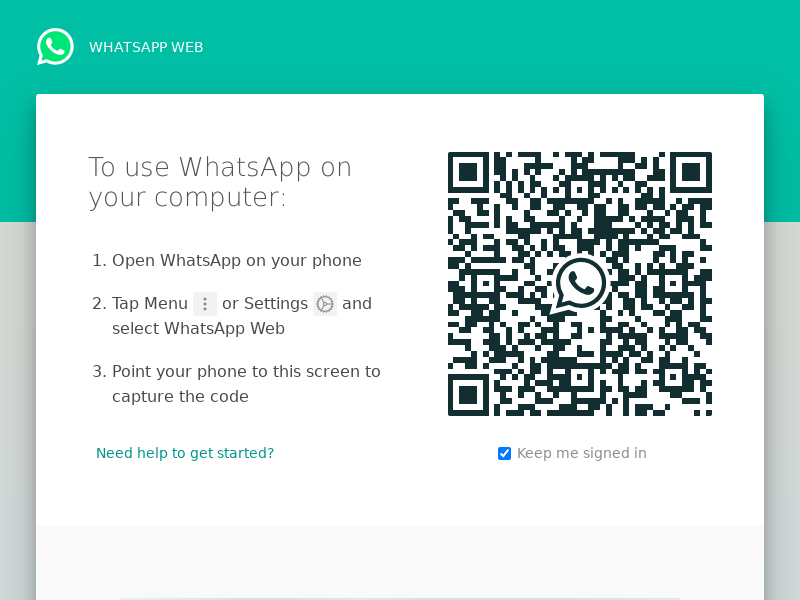 WHATSAPP WEB
To use WhatsApp on
your computer:
1. Open WhatsApp on your phone
2. Tap Menu or Settings and
select WhatsApp Web
3. Point your phone to this screen to
capture the code
Need help to get started?
Keep me signed in